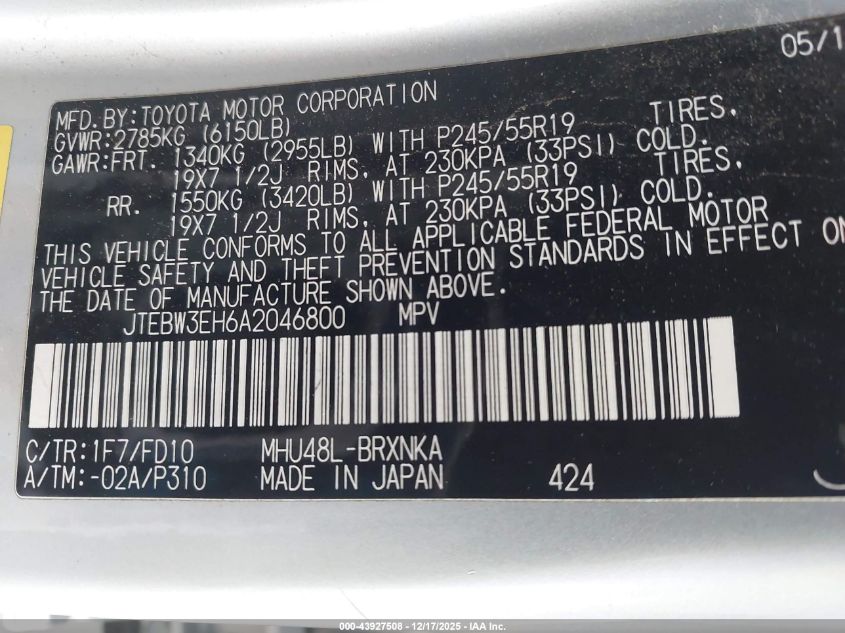 05/1
MFD. BY: TOYOTA MOTOR CORPORATION
GVWR: 2785KG (6150LB)
GAWR: FRT. 1340KG (2955LB) WITH P245/55R19 TIRES,
19X7 1/2J RIMS, AT 230KPA (33PSI) COLD.
RR. 1550KG (3420LB) WITH P245/55R19 TIRES,
19X7 1/2J RIMS, AT 230KPA (33PSI) COLD.
THIS VEHICLE CONFORMS TO ALL APPLICABLE FEDERAL MOTOR
VEHICLE SAFETY AND THEFT PREVENTION STANDARDS IN EFFECT ON
THE DATE OF MANUFACTURE SHOWN ABOVE.
JTEBW3EH6A2046800 MPV
C/TR: 1F7/FD10 MHU48L-BRXNKA
A/TM: -02A/P310 MADE IN JAPAN 424
000-43927508 - 12/17/2025 - IAA Inc.